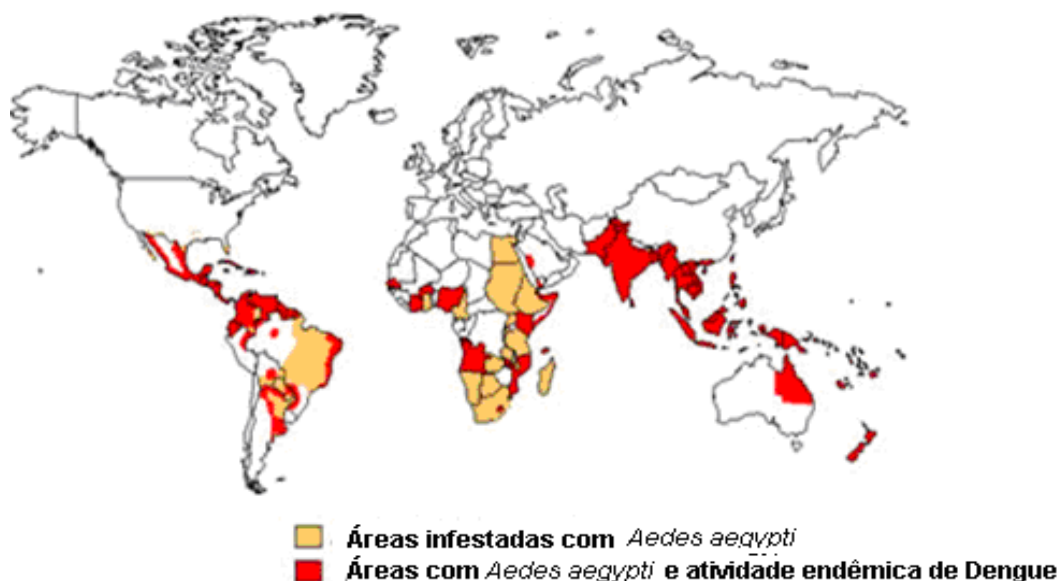 Áreas infestadas com Aedes aegypti
Áreas com Aedes aegypti e atividade endêmica de Dengue